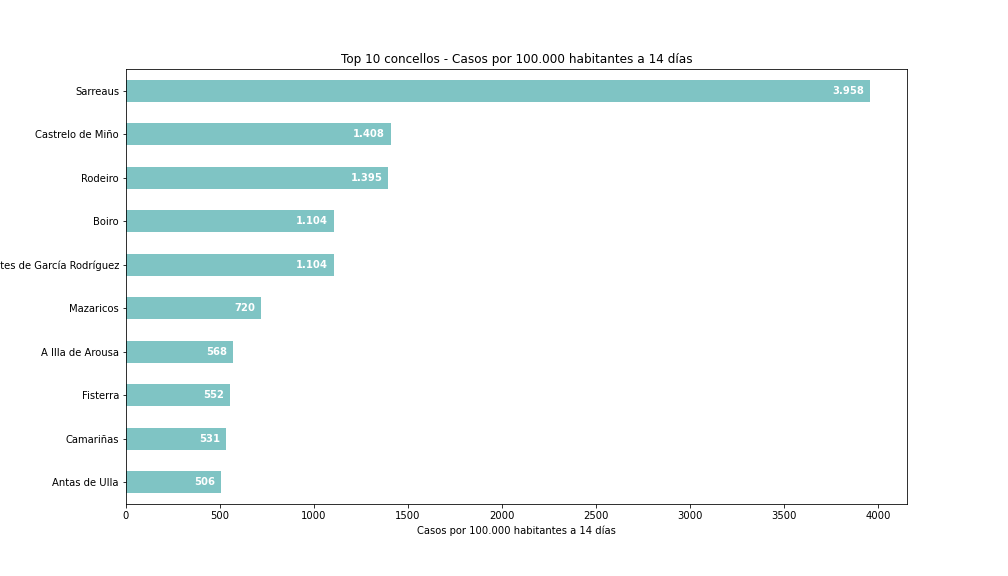 Top 10 concellos - Casos por 100.000 habitantes a 14 días
Sarreaus 3.958
Castrelo de Miño 1.408
Rodeiro 1.395
Boiro 1.104
tes de García Rodríguez 1.104
Mazaricos 720
A Illa de Arousa 568
Fisterra 552
Camariñas 531
Antas de Ulla 506
0 500 1000 1500 2000 2500 3000 3500 4000
Casos por 100.000 habitantes a 14 días